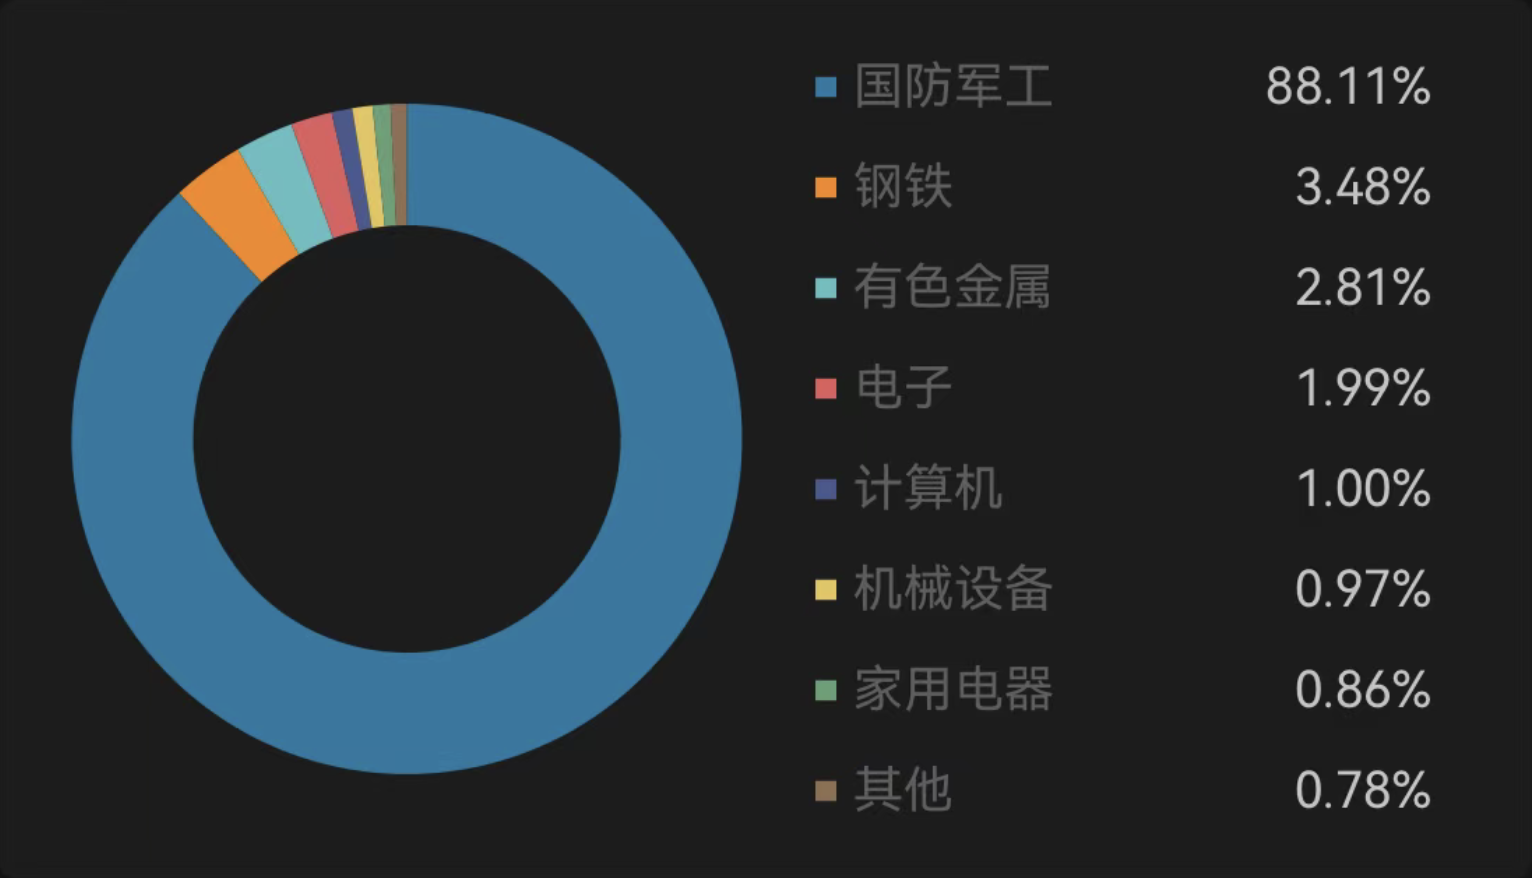 国防军工 88.11%
钢铁 3.48%
有色金属 2.81%
电子 1.99%
计算机 1.00%
机械设备 0.97%
家用电器 0.86%
其他 0.78%